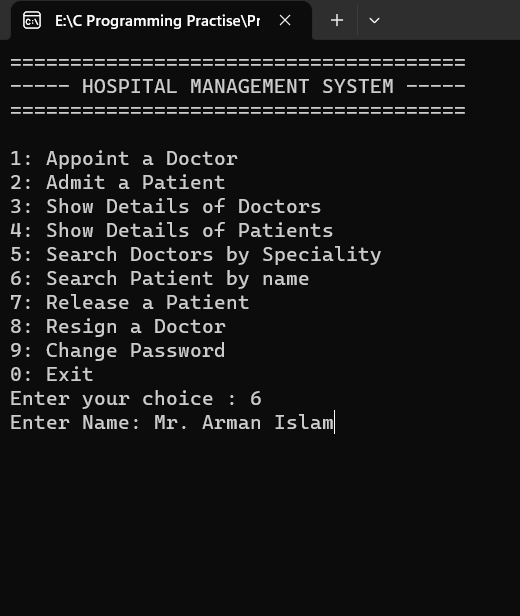 E:\C Programming Practise\Pr
======================================
----- HOSPITAL MANAGEMENT SYSTEM -----
======================================
1: Appoint a Doctor
2: Admit a Patient
3: Show Details of Doctors
4: Show Details of Patients
5: Search Doctors by Speciality
6: Search Patient by name
7: Release a Patient
8: Resign a Doctor
9: Change Password
0: Exit
Enter your choice : 6
Enter Name: Mr. Arman Islam